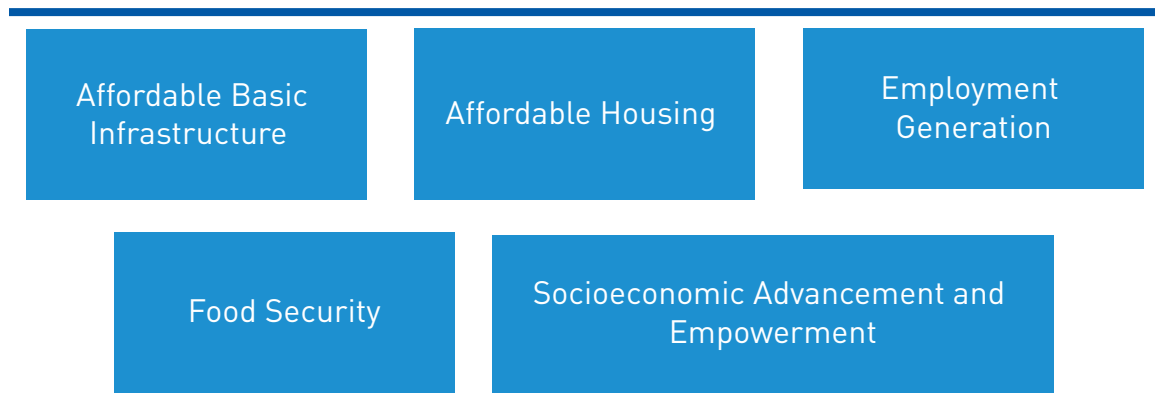 Affordable Basic
Infrastructure
Affordable Housing
Employment
Generation
Food Security
Socioeconomic Advancement and
Empowerment